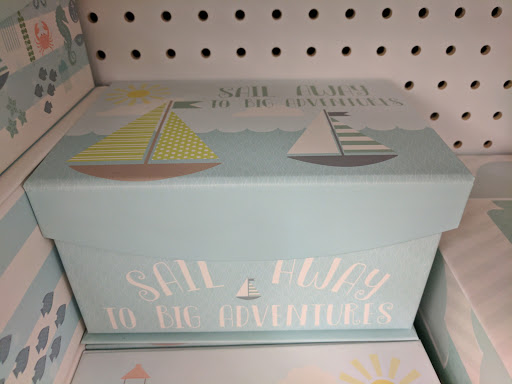 SAIL AWAY
TO BIG ADVENTURES
SAIL AWAY
TO BIG ADVENTURES